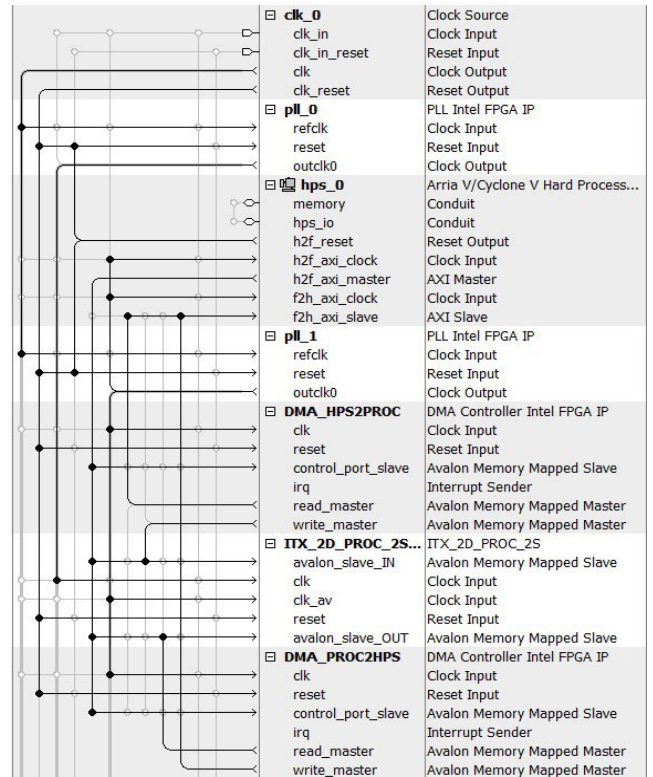 clk_0 Clock Source
clk_in Clock Input
clk_in_reset Reset Input
clk Clock Output
clk_reset Reset Output
pll_0 PLL Intel FPGA IP
refclk Clock Input
reset Reset Input
outclk0 Clock Output
hps_0 Arria V/Cyclone V Hard Process...
memory Conduit
hps_io Conduit
h2f_reset Reset Output
h2f_axi_clock Clock Input
h2f_axi_master AXI Master
f2h_axi_clock Clock Input
f2h_axi_slave AXI Slave
pll_1 PLL Intel FPGA IP
refclk Clock Input
reset Reset Input
outclk0 Clock Output
DMA_HPS2PROC DMA Controller Intel FPGA IP
clk Clock Input
reset Reset Input
control_port_slave Avalon Memory Mapped Slave
irq Interrupt Sender
read_master Avalon Memory Mapped Master
write_master Avalon Memory Mapped Master
ITX_2D_PROC_2S... ITX_2D_PROC_2S
avalon_slave_IN Avalon Memory Mapped Slave
clk Clock Input
clk_av Clock Input
reset Reset Input
avalon_slave_OUT Avalon Memory Mapped Slave
DMA_PROC2HPS DMA Controller Intel FPGA IP
clk Clock Input
reset Reset Input
control_port_slave Avalon Memory Mapped Slave
irq Interrupt Sender
read_master Avalon Memory Mapped Master
write_master Avalon Memory Mapped Master